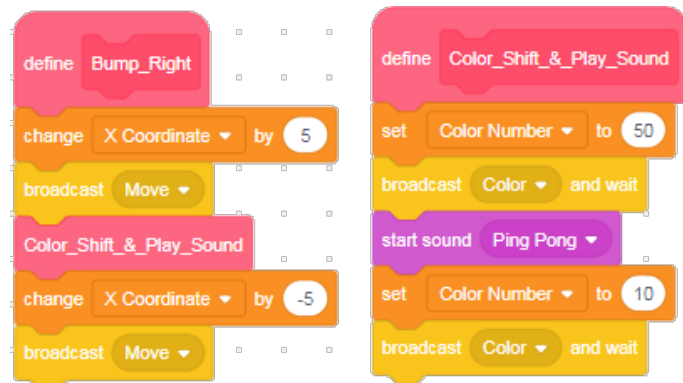 define Bump_Right
change X Coordinate by 5
broadcast Move
Color_Shift_&_Play_Sound
change X Coordinate by -5
broadcast Move
define Color_Shift_&_Play_Sound
set Color Number to 50
broadcast Color and wait
start sound Ping Pong
set Color Number to 10
broadcast Color and wait